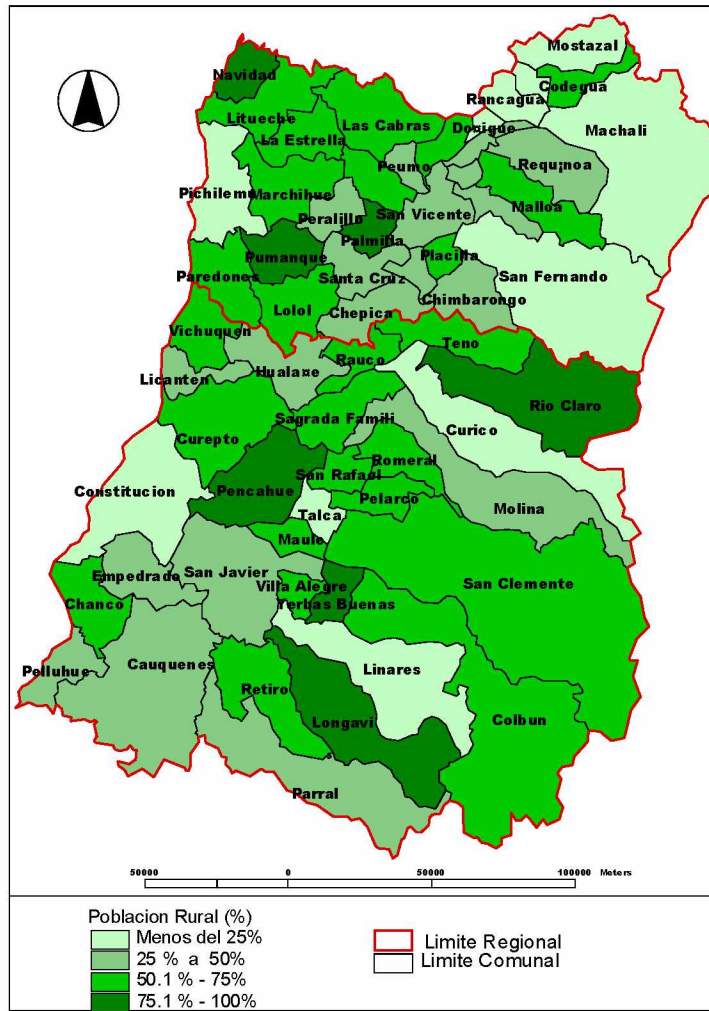 Mostazal
Navidad
Codegua
Rancagua
Litueche
Las Cabras
Doñigue
Machali
La Estrella
Peumo
Requ¡noa
Pichilemu
Marchihue
Malloa
Peralillo
San Vicente
Palmilla
Pumanque
Placilla
Paredones
Santa Cruz
San Fernando
Lolol
Chimbarongo
Chepica
Vichuquen
Teno
Rauco
Huala¤e
Licanten
Rio Claro
Sagrada Famili
Curico
Curepto
Romeral
San Rafael
Constitucion
Pencahue
Pelarco
Molina
Talca
Maule
Empedrado
San Javier
San Clemente
Villa Alegre
Chanco
Yerbas Buenas
Pelluhue
Cauquenes
Linares
Retiro
Longavi
Colbun
Parral
50000 0 50000 100000 Meters
Poblacion Rural (%)
Menos del 25%
25 % a 50%
50.1 % - 75%
75.1 % - 100%
Limite Regional
Limite Comunal